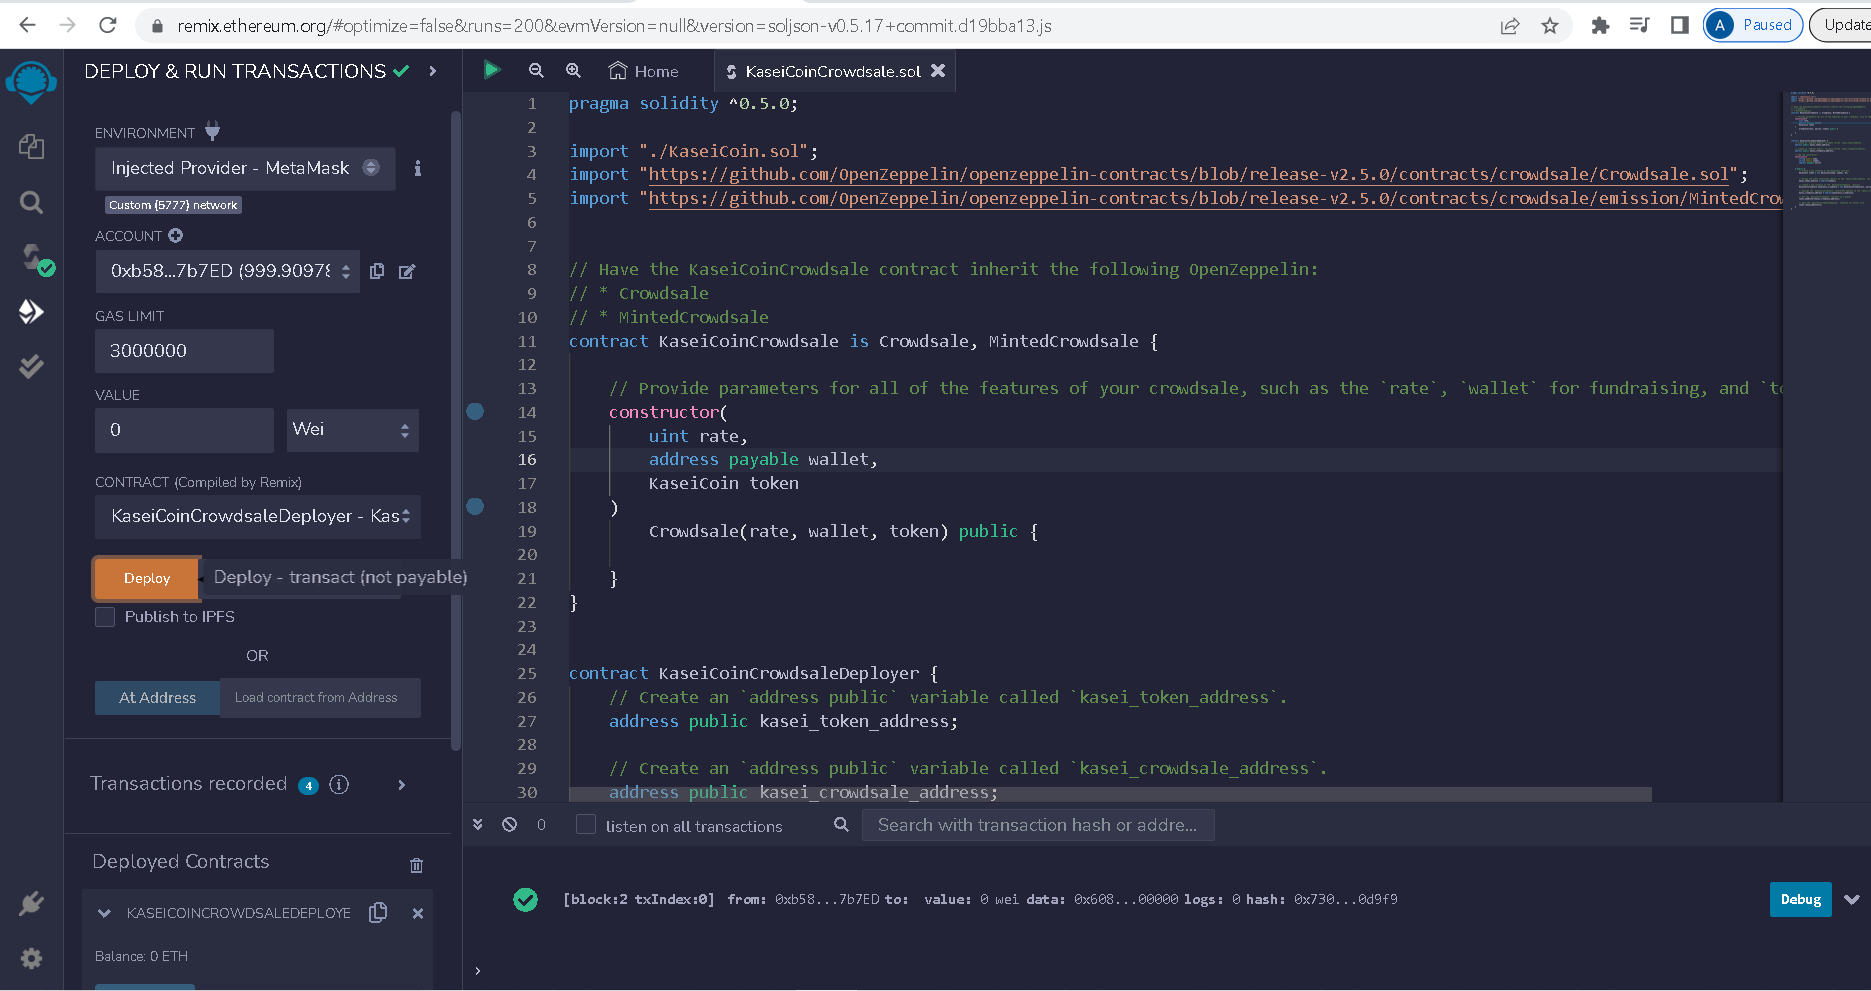 remix.ethereum.org/#optimize=false&runs=200&evmVersion=null&version=soljson-v0.5.17+commit.d19bba13.js
A Paused
Update
DEPLOY & RUN TRANSACTIONS
ENVIRONMENT
Injected Provider - MetaMask
Custom (5777) network
ACCOUNT
0xb58...7b7ED (999.9097
GAS LIMIT
3000000
VALUE
0
Wei
CONTRACT (Compiled by Remix)
KaseiCoinCrowdsaleDeployer - Kas
Deploy
Deploy - transact (not payable)
Publish to IPFS
OR
At Address
Load contract from Address
Transactions recorded 4
Deployed Contracts
KASEICOINCROWDSALEDEPLOYE
Balance: 0 ETH
Home
KaseiCoinCrowdsale.sol
1 pragma solidity ^0.5.0;
2
3 import "./KaseiCoin.sol";
4 import "https://github.com/OpenZeppelin/openzeppelin-contracts/blob/release-v2.5.0/contracts/crowdsale/Crowdsale.sol";
5 import "https://github.com/OpenZeppelin/openzeppelin-contracts/blob/release-v2.5.0/contracts/crowdsale/emission/MintedCrow
6
7
8 // Have the KaseiCoinCrowdsale contract inherit the following OpenZeppelin:
9 // * Crowdsale
10 // * MintedCrowdsale
11 contract KaseiCoinCrowdsale is Crowdsale, MintedCrowdsale {
12
13 // Provide parameters for all of the features of your crowdsale, such as the `rate`, `wallet` for fundraising, and `to
14 constructor(
15 uint rate,
16 address payable wallet,
17 KaseiCoin token
18 )
19 Crowdsale(rate, wallet, token) public {
20
21 }
22 }
23
24
25 contract KaseiCoinCrowdsaleDeployer {
26 // Create an `address public` variable called `kasei_token_address`.
27 address public kasei_token_address;
28
29 // Create an `address public` variable called `kasei_crowdsale_address`.
30 address public kasei_crowdsale_address;
0
listen on all transactions
Search with transaction hash or addre...
[block:2 txIndex:0] from: 0xb58...7b7ED to: value: 0 wei data: 0x608...00000 logs: 0 hash: 0x730...0d9f9
Debug
>